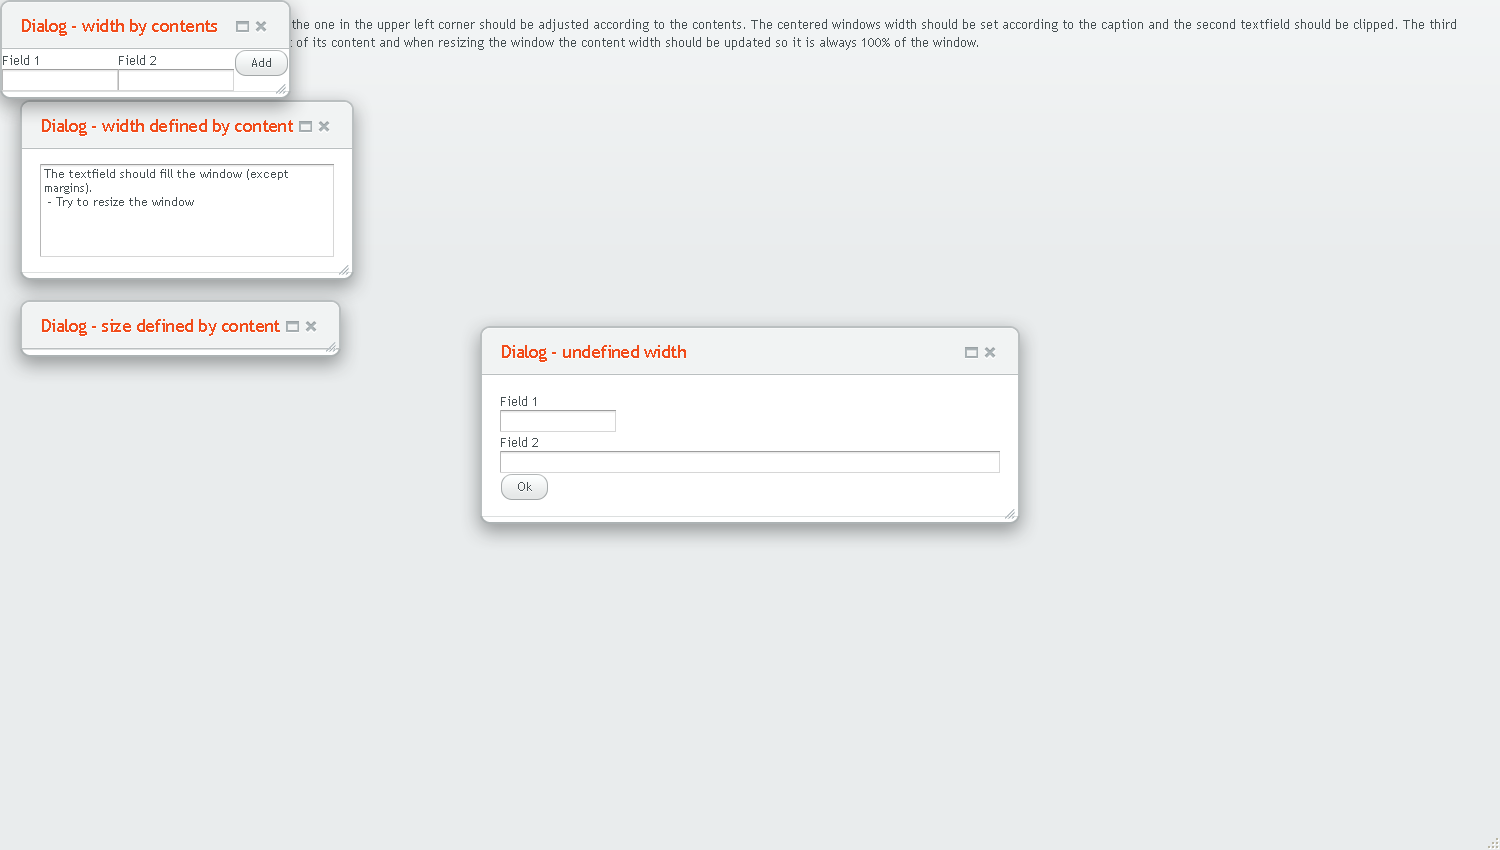 Dialog - width by contents
the one in the upper left corner should be adjusted according to the contents. The centered windows width should be set according to the caption and the second textfield should be clipped. The third
of its content and when resizing the window the content width should be updated so it is always 100% of the window.
Field 1 Field 2 Add
Dialog - width defined by content
The textfield should fill the window (except
margins).
- Try to resize the window
Dialog - size defined by content
Dialog - undefined width
Field 1
Field 2
Ok